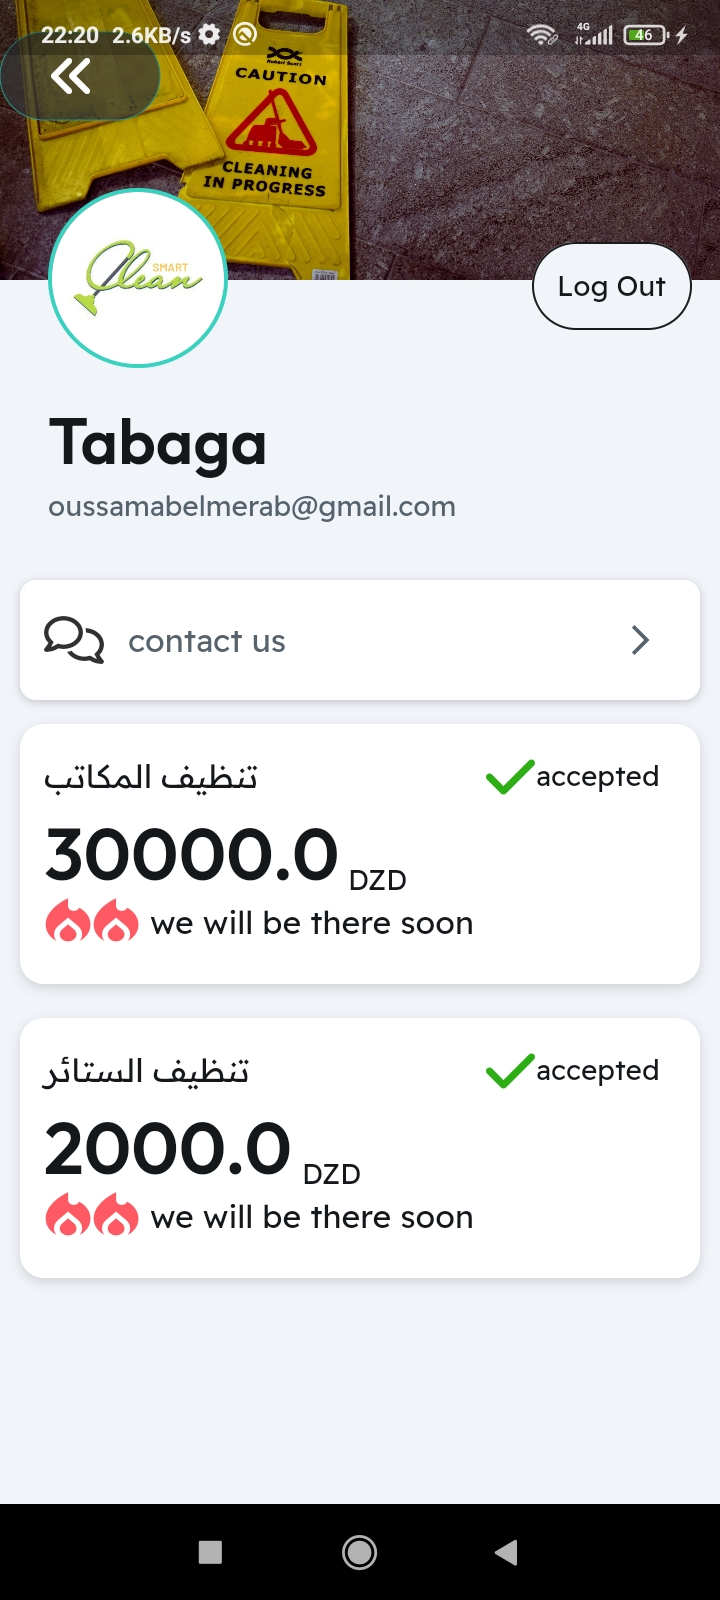 22:20 2.6KB/s 4G 46
CAUTION
CLEANING
IN PROGRESS
SMART
Clean
Log Out
Tabaga
oussamabelmerab@gmail.com
contact us
تنظيف المكاتب
accepted
30000.0 DZD
we will be there soon
تنظيف الستائر
accepted
2000.0 DZD
we will be there soon